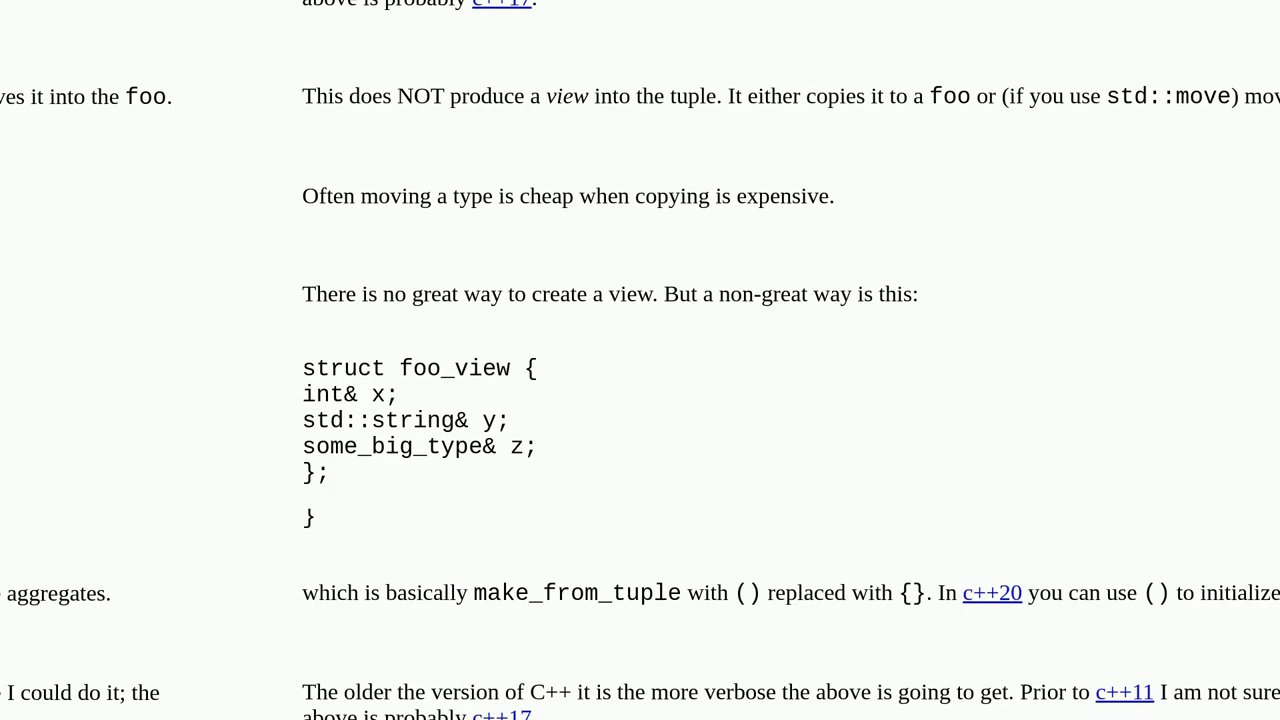 above is probably c++17.
ves it into the foo.
This does NOT produce a view into the tuple. It either copies it to a foo or (if you use std::move) mov
Often moving a type is cheap when copying is expensive.
There is no great way to create a view. But a non-great way is this:
struct foo_view {
int& x;
std::string& y;
some_big_type& z;
};
}
aggregates.
which is basically make_from_tuple with () replaced with {}. In c++20 you can use () to initialize
I could do it; the
The older the version of C++ it is the more verbose the above is going to get. Prior to c++11 I am not sure
above is probably c++17